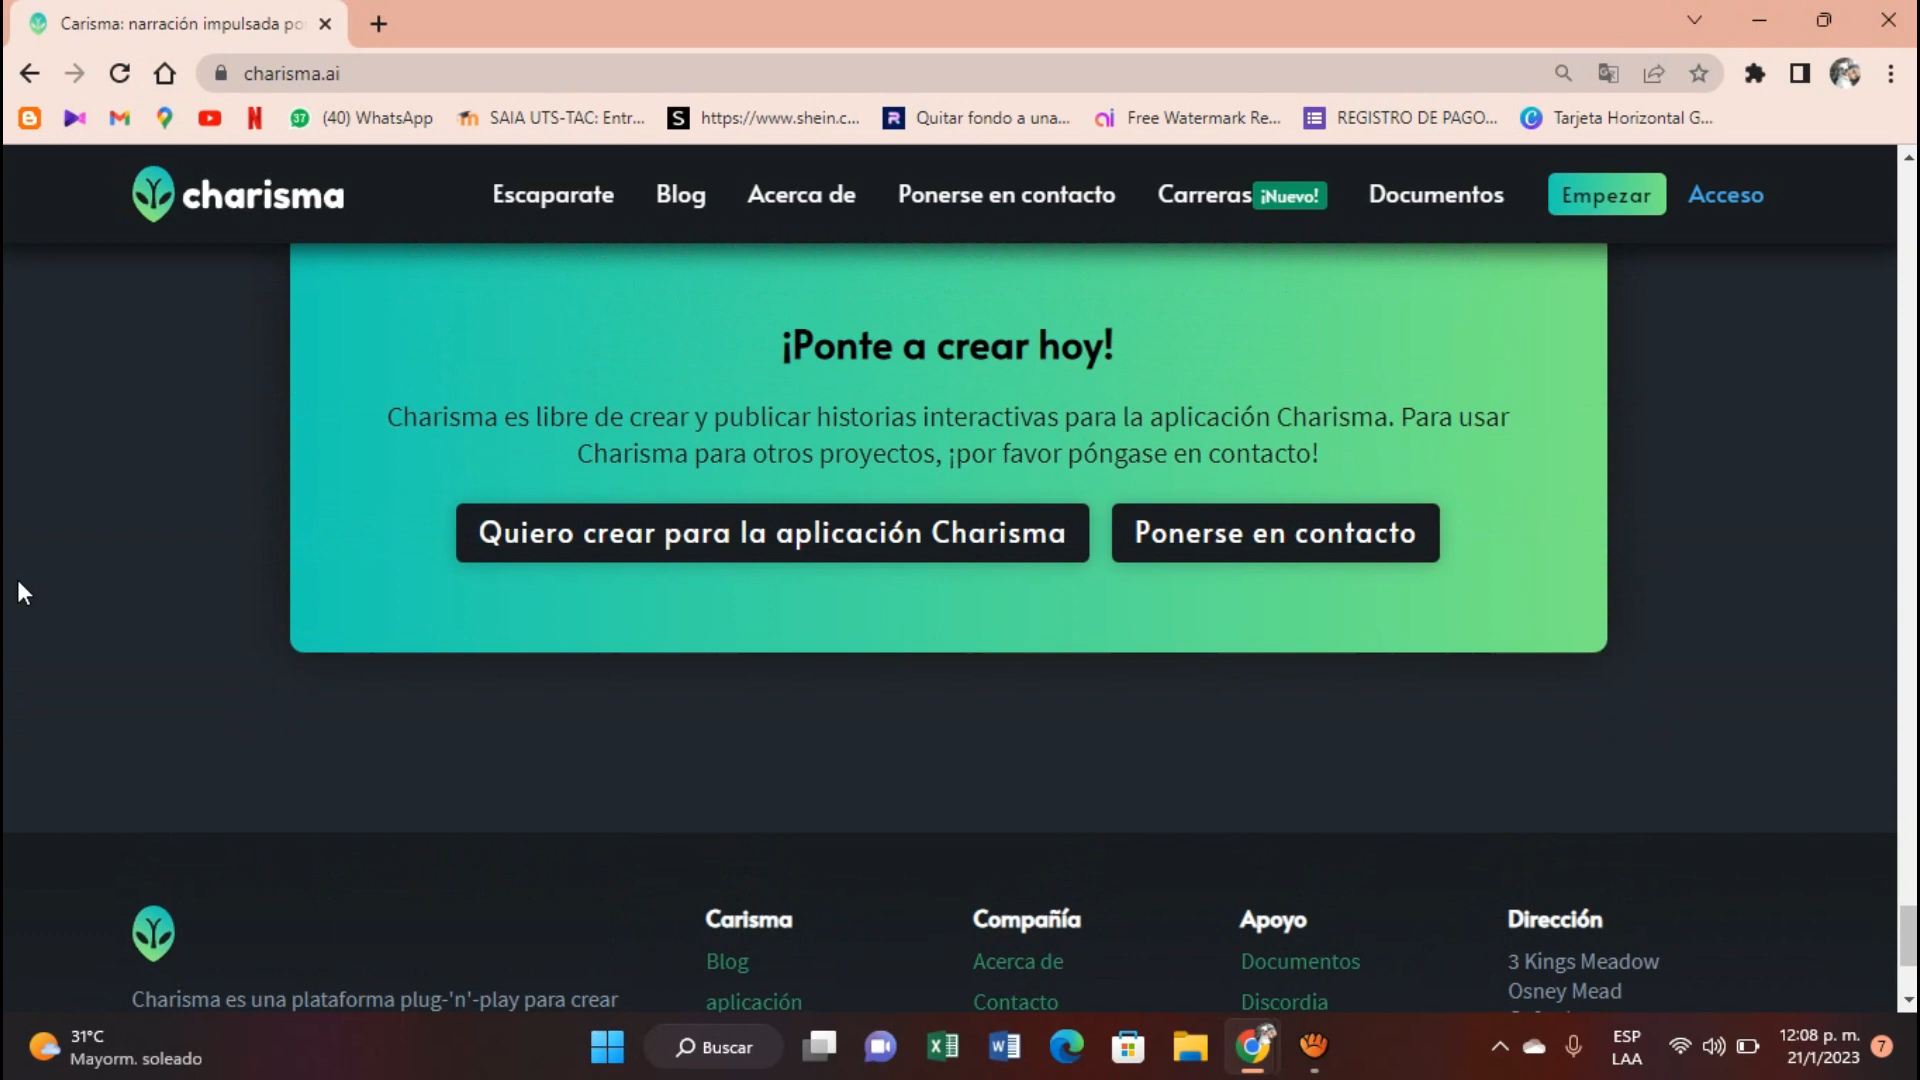 Carisma: narración impulsada po
charisma.ai
37 (40) WhatsApp
SAIA UTS-TAC: Entr...
S https://www.shein.c...
R Quitar fondo a una...
ai Free Watermark Re...
REGISTRO DE PAGO...
C Tarjeta Horizontal G...
charisma
Escaparate
Blog
Acerca de
Ponerse en contacto
Carreras ¡Nuevo!
Documentos
Empezar
Acceso
¡Ponte a crear hoy!
Charisma es libre de crear y publicar historias interactivas para la aplicación Charisma. Para usar
Charisma para otros proyectos, ¡por favor póngase en contacto!
Quiero crear para la aplicación Charisma
Ponerse en contacto
Charisma es una plataforma plug-'n'-play para crear
Carisma
Blog
aplicación
Compañía
Acerca de
Contacto
Apoyo
Documentos
Discordia
Dirección
3 Kings Meadow
Osney Mead
31°C
Mayorm. soleado
Buscar
ESP
LAA
12:08 p. m.
21/1/2023
7